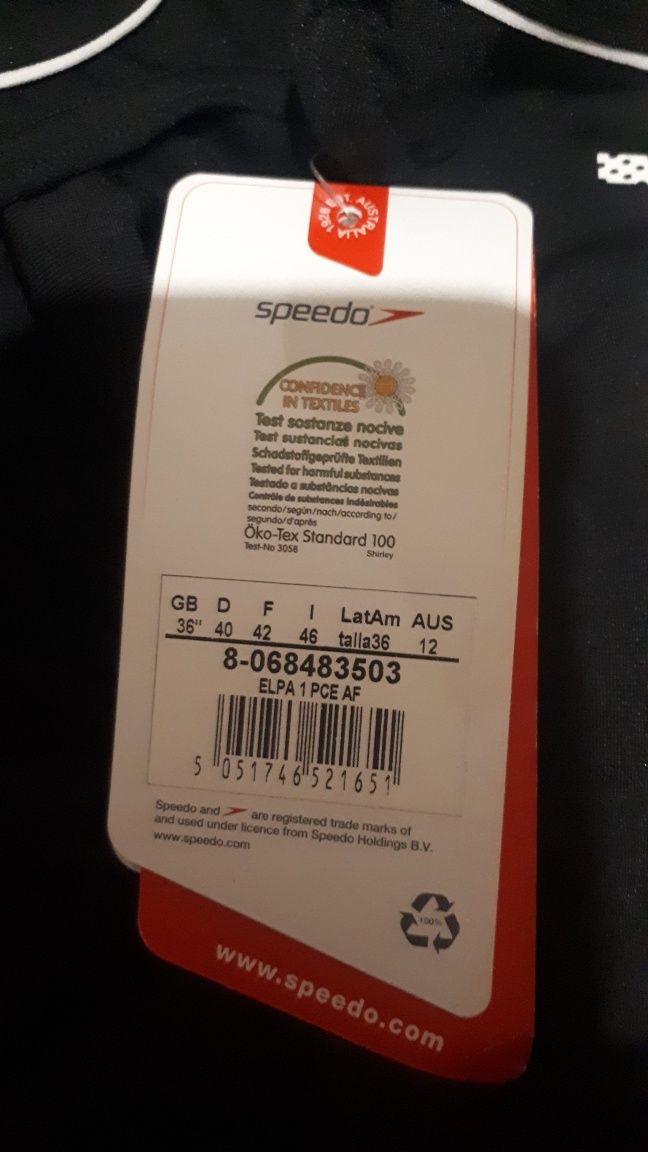 1928 EST. AUSTRALIA
speedo
CONFIDENCE
IN TEXTILES
Test sostanze nocive
Test sustancias nocivas
Schadstoffgeprüfte Textilien
Tested for harmful substances
Testado a substâncias nocivas
Contrôle de substances indésirables
secondo/según/nach/according to/
segundo/d'après
Öko-Tex Standard 100
Test-No 3058 Shirley
GB D F I LatAm AUS
36" 40 42 46 talla36 12
8-068483503
ELPA 1 PCE AF
5 051746 521651
Speedo and are registered trade marks of
and used under licence from Speedo Holdings B.V.
www.speedo.com
100%
www.speedo.com